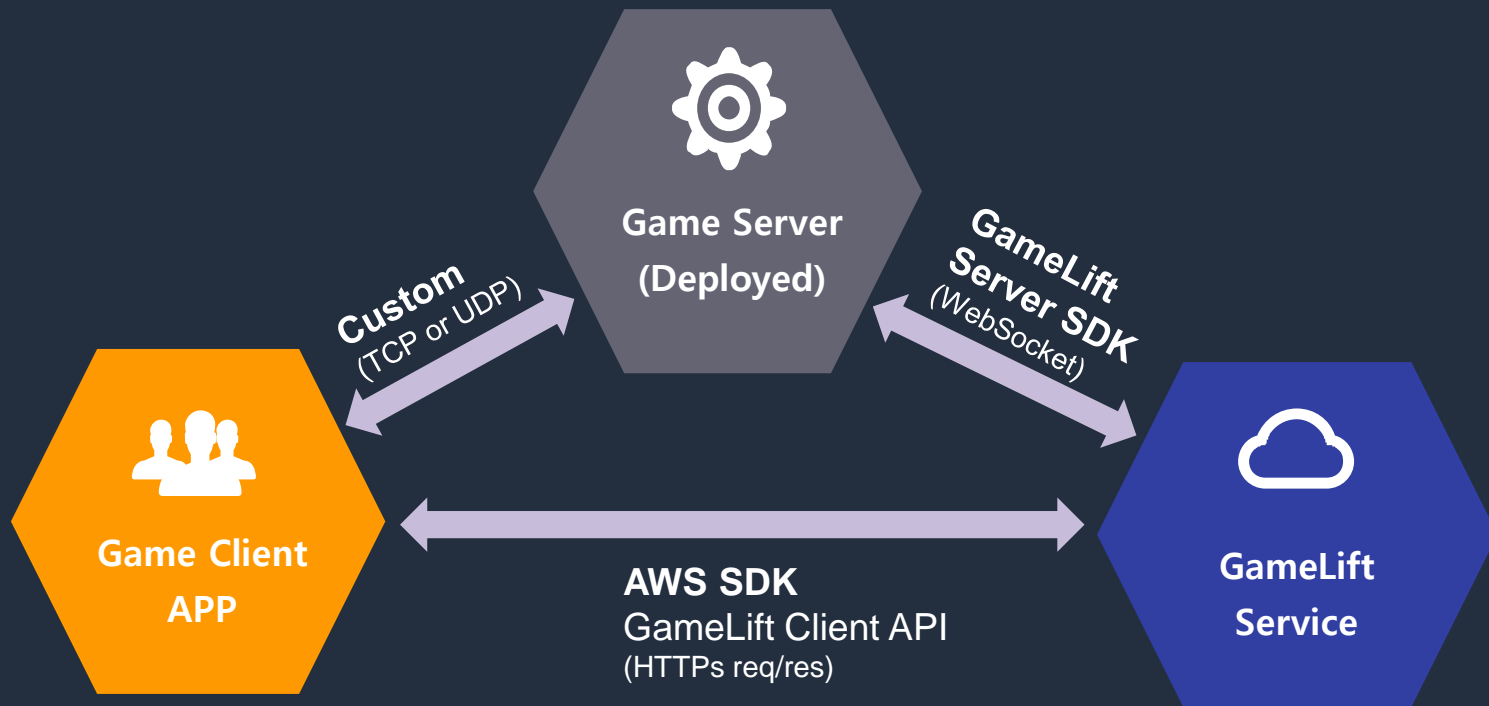 Game Server
(Deployed)
Custom
(TCP or UDP)
GameLift
Server SDK
(WebSocket)
Game Client
APP
AWS SDK
GameLift Client API
(HTTPs req/res)
GameLift
Service